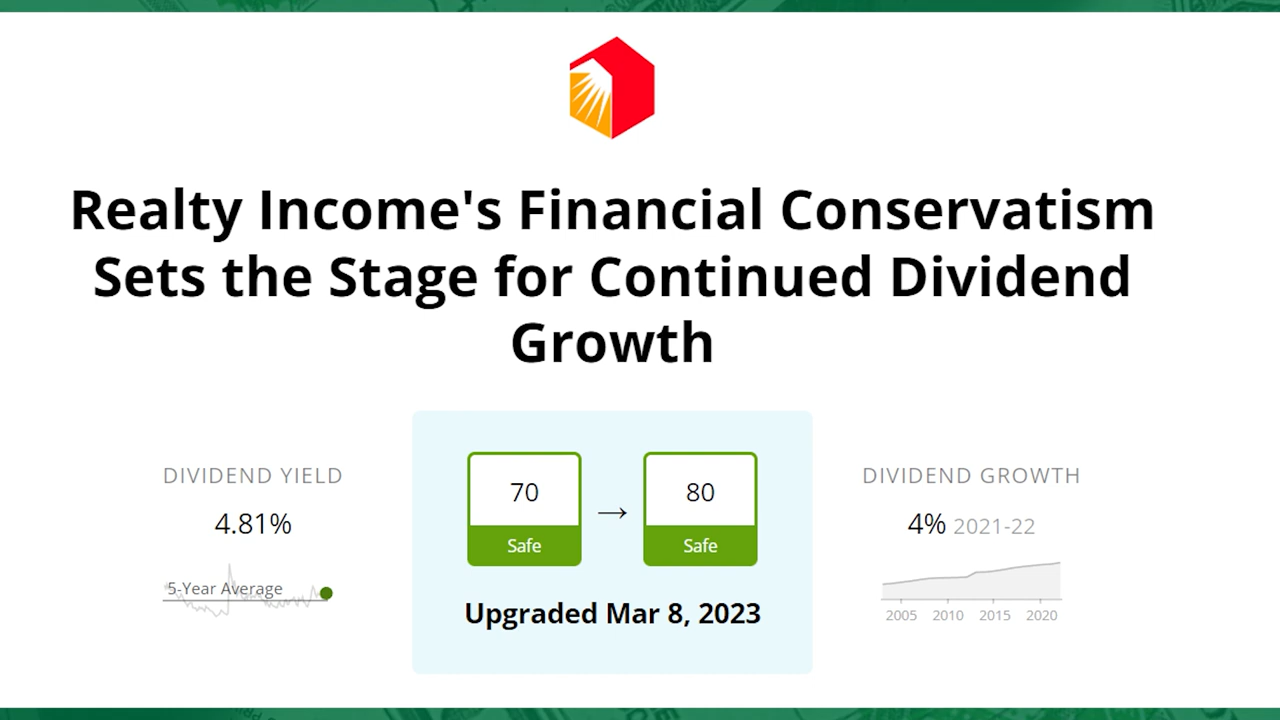 Realty Income's Financial Conservatism
Sets the Stage for Continued Dividend
Growth
DIVIDEND YIELD
4.81%
5-Year Average
70
Safe
→
80
Safe
Upgraded Mar 8, 2023
DIVIDEND GROWTH
4% 2021-22
2005 2010 2015 2020